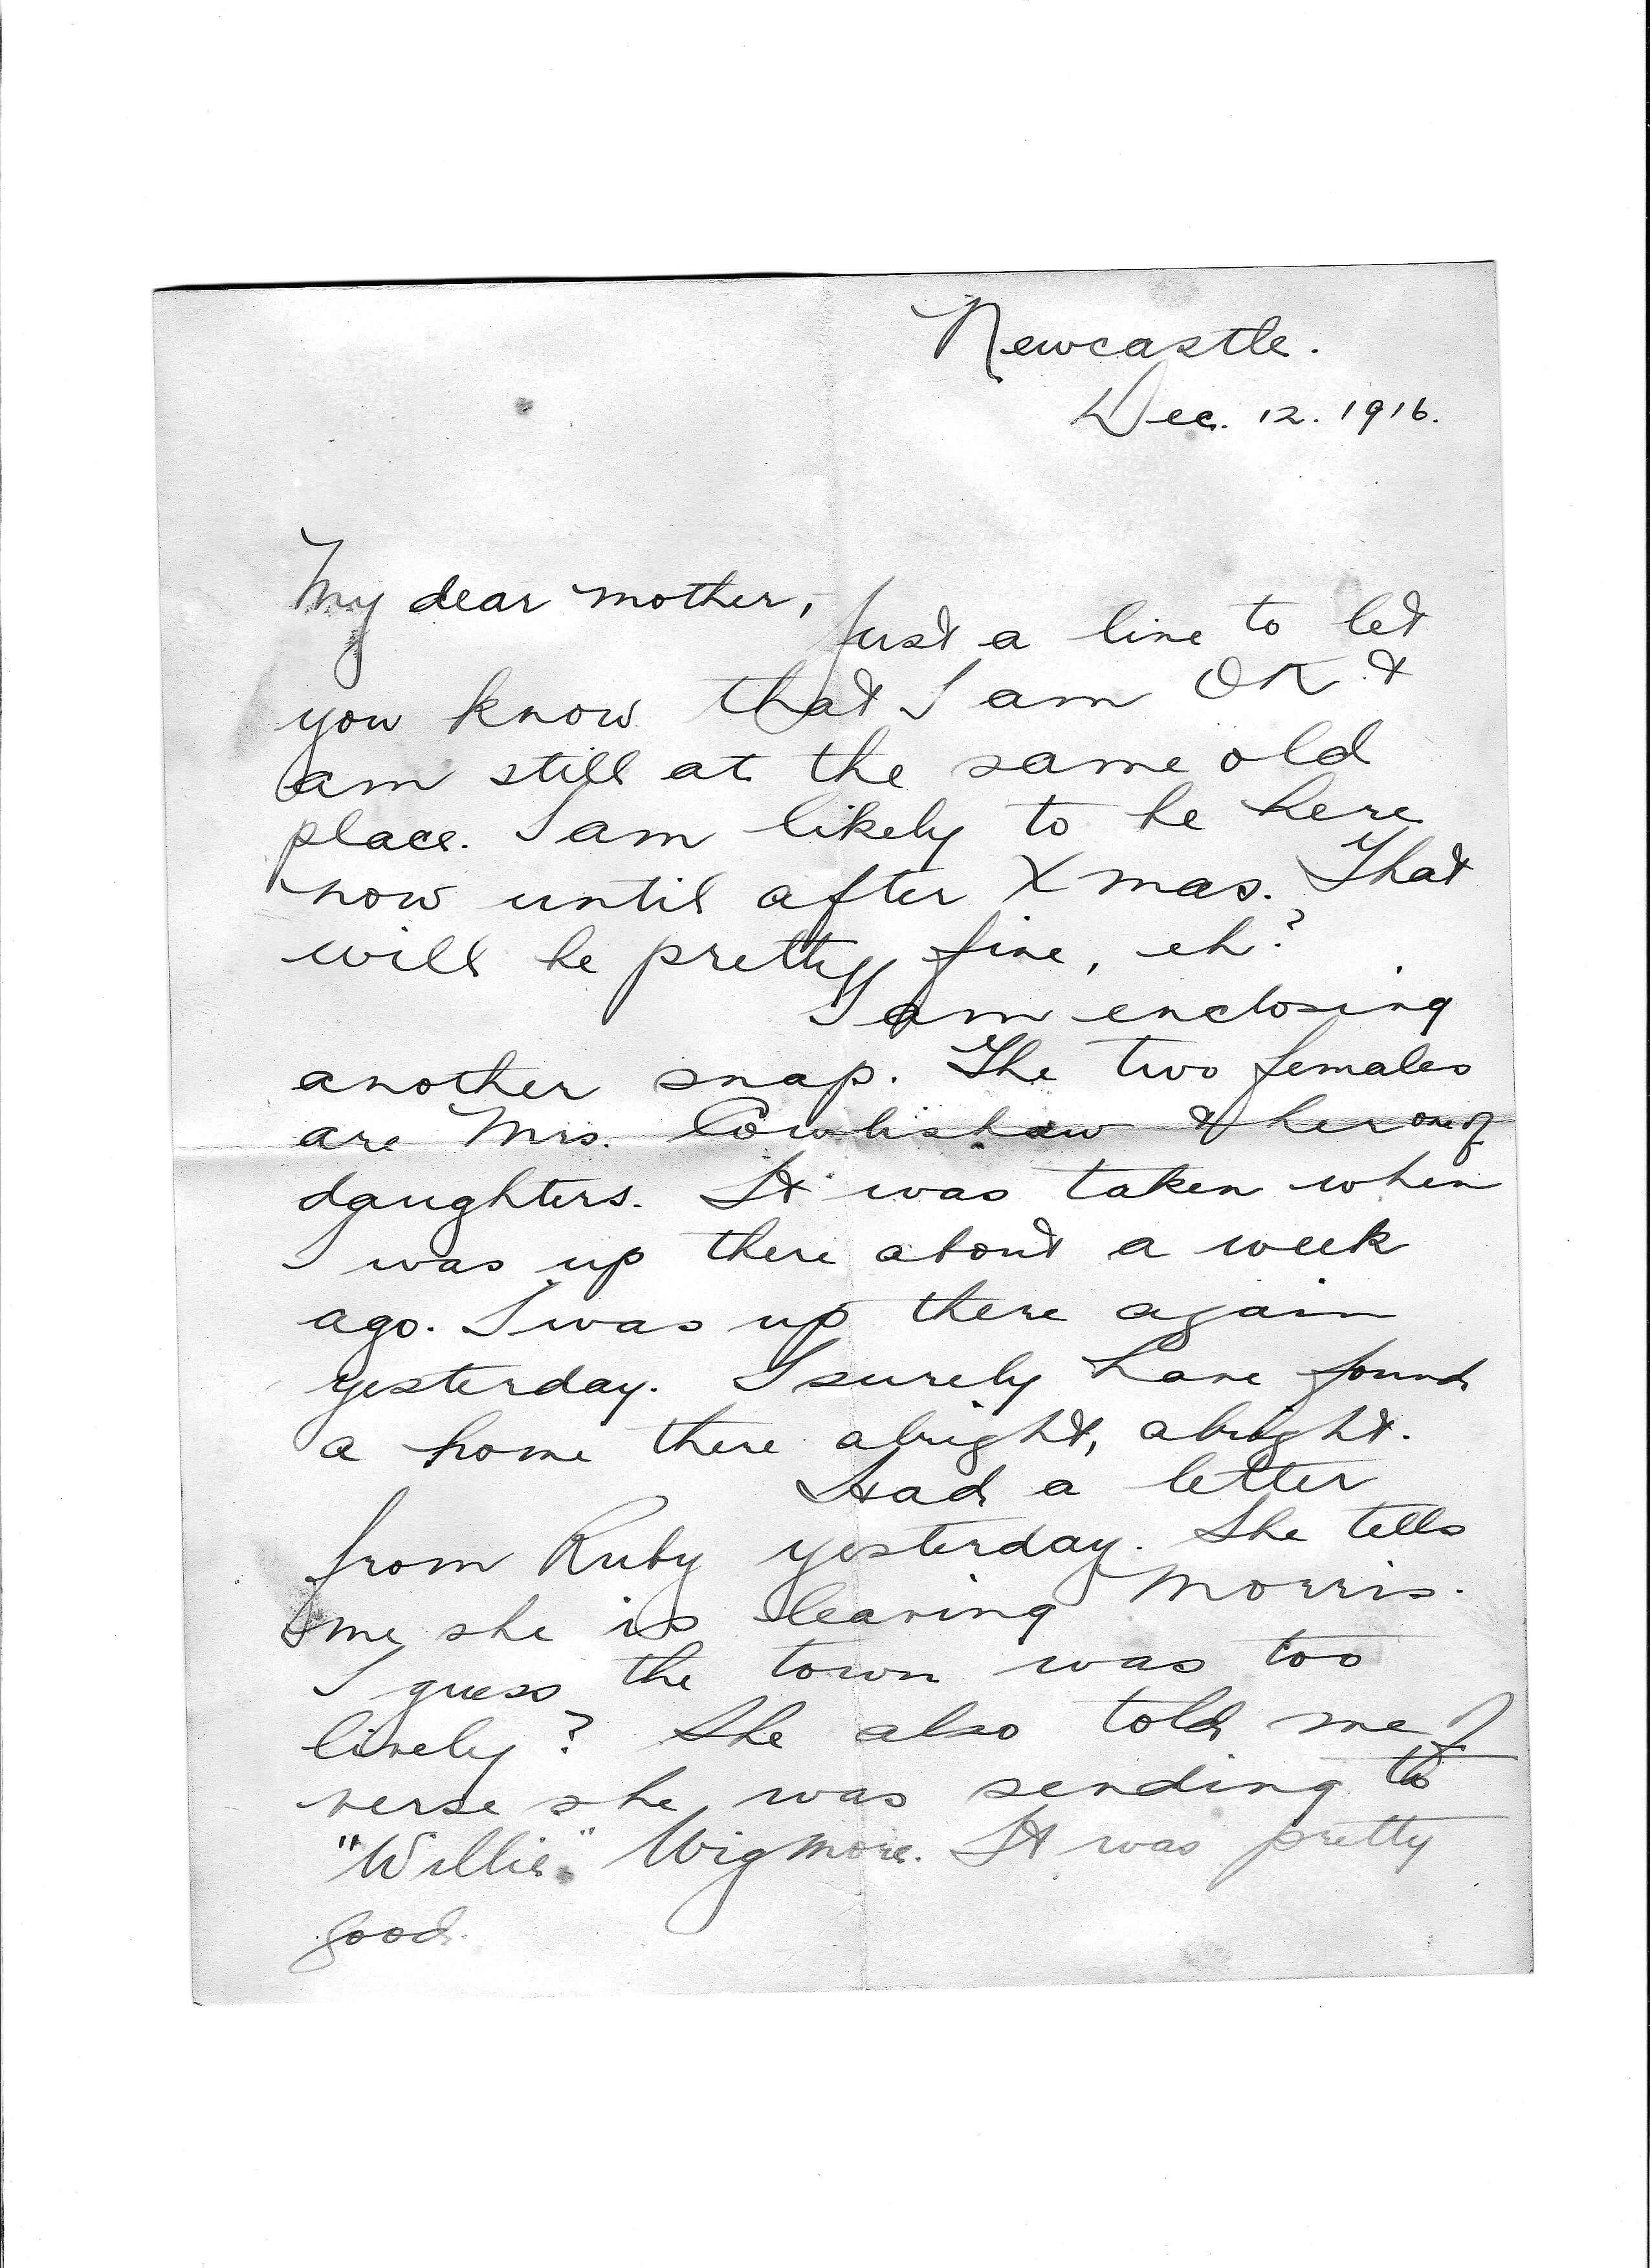 Newcastle.
Dec. 12. 1916.
My dear mother,
Just a line to let
you know that I am OK &
am still at the same old
place. I am likely to be here
now until after Xmas. That
will be pretty fine, eh?
I am enclosing
another snap. The two females
are Mrs. Cowlishaw & her one of
daughters. It was taken when
I was up there about a week
ago. I was up there again
yesterday. I surely have found
a home there alright, alright.
Had a letter
from Ruby yesterday. She tells
me she is leaving Morris.
I guess the town was too
lively? She also told me of
verse she was sending to
"Willie" Wigmore. It was pretty
good.